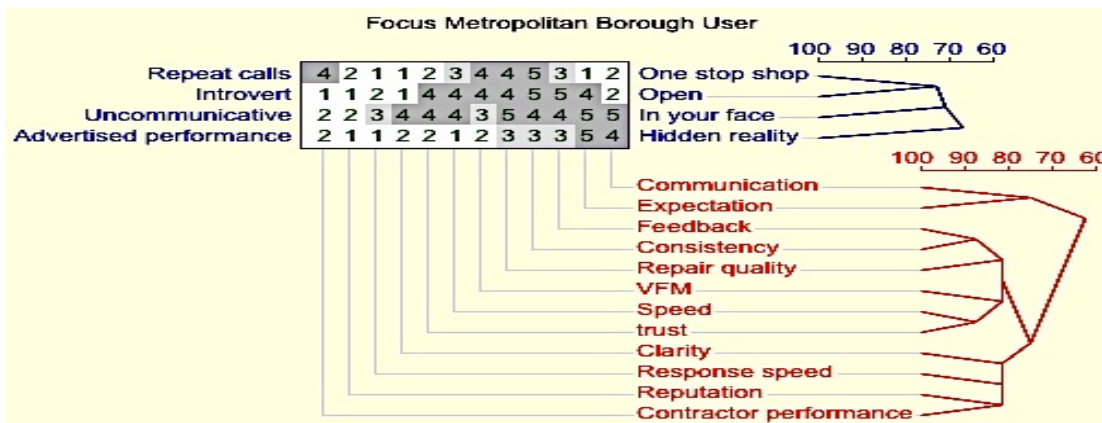 Focus Metropolitan Borough User
100 90 80 70 60
Repeat calls 4 2 1 1 2 3 4 4 5 3 1 2 One stop shop
Introvert 1 1 2 1 4 4 4 4 5 5 4 2 Open
Uncommunicative 2 2 3 4 4 4 3 5 4 4 5 5 In your face
Advertised performance 2 1 1 2 2 1 2 3 3 3 5 4 Hidden reality
100 90 80 70 60
Communication
Expectation
Feedback
Consistency
Repair quality
VFM
Speed
trust
Clarity
Response speed
Reputation
Contractor performance